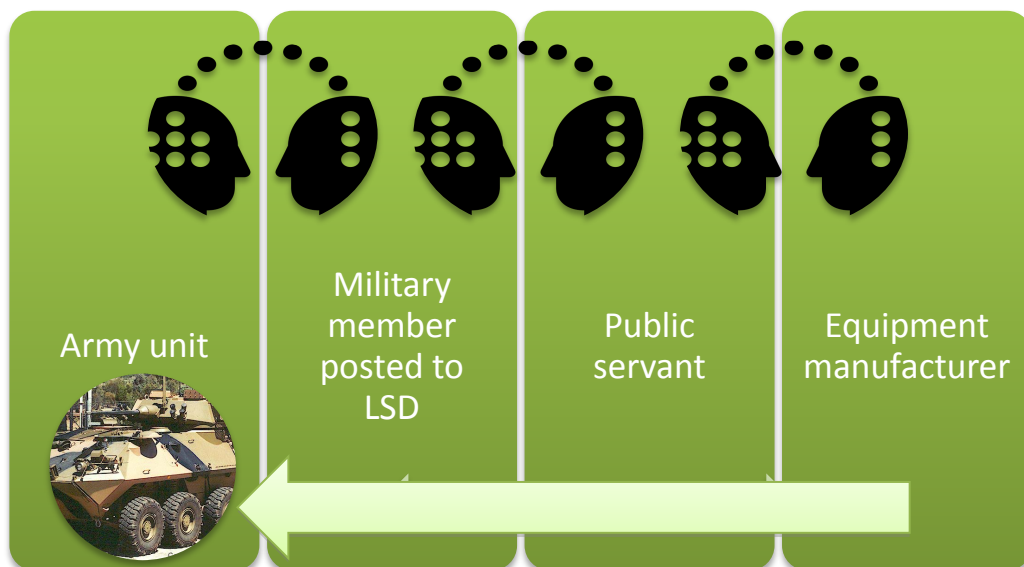 Army unit
Military
member
posted to
LSD
Public
servant
Equipment
manufacturer